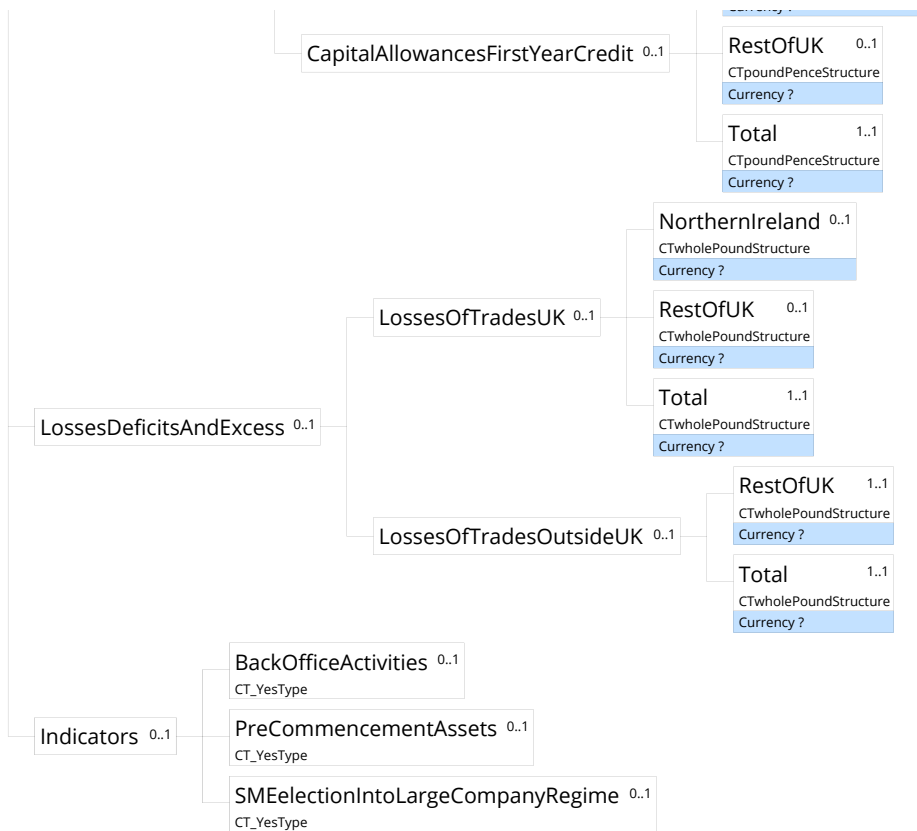 Currency ?
CapitalAllowancesFirstYearCredit 0..1
RestOfUK 0..1
CTpoundPenceStructure
Currency ?
Total 1..1
CTpoundPenceStructure
Currency ?
NorthernIreland 0..1
CTwholePoundStructure
Currency ?
LossesOfTradesUK 0..1
RestOfUK 0..1
CTwholePoundStructure
Currency ?
Total 1..1
CTwholePoundStructure
Currency ?
LossesDeficitsAndExcess 0..1
RestOfUK 1..1
CTwholePoundStructure
Currency ?
LossesOfTradesOutsideUK 0..1
Total 1..1
CTwholePoundStructure
Currency ?
BackOfficeActivities 0..1
CT_YesType
Indicators 0..1
PreCommencementAssets 0..1
CT_YesType
SMEelectionIntoLargeCompanyRegime 0..1
CT_YesType